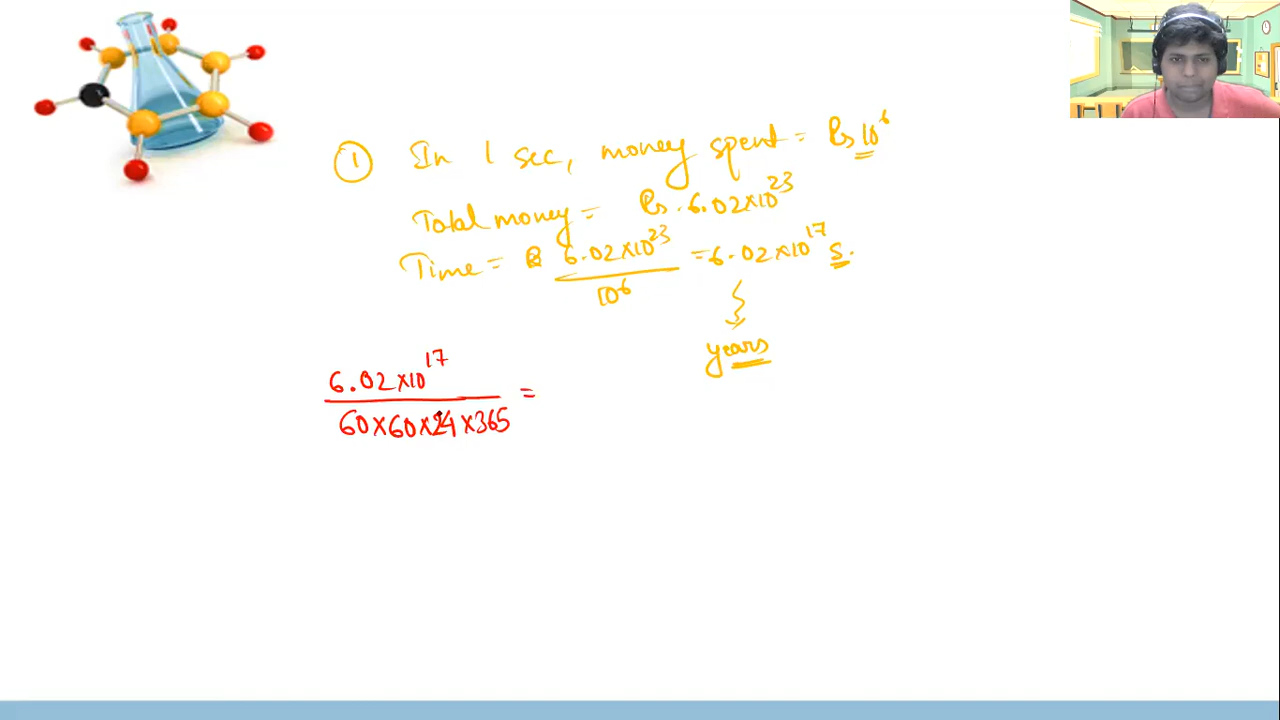 ① In 1 sec, money spent = Rs 10⁶
Total money = Rs. 6.02×10²³
Time = 6.02×10²³ / 10⁶ = 6.02×10¹⁷ s.
years
6.02×10¹⁷ / 60×60×24×365 =